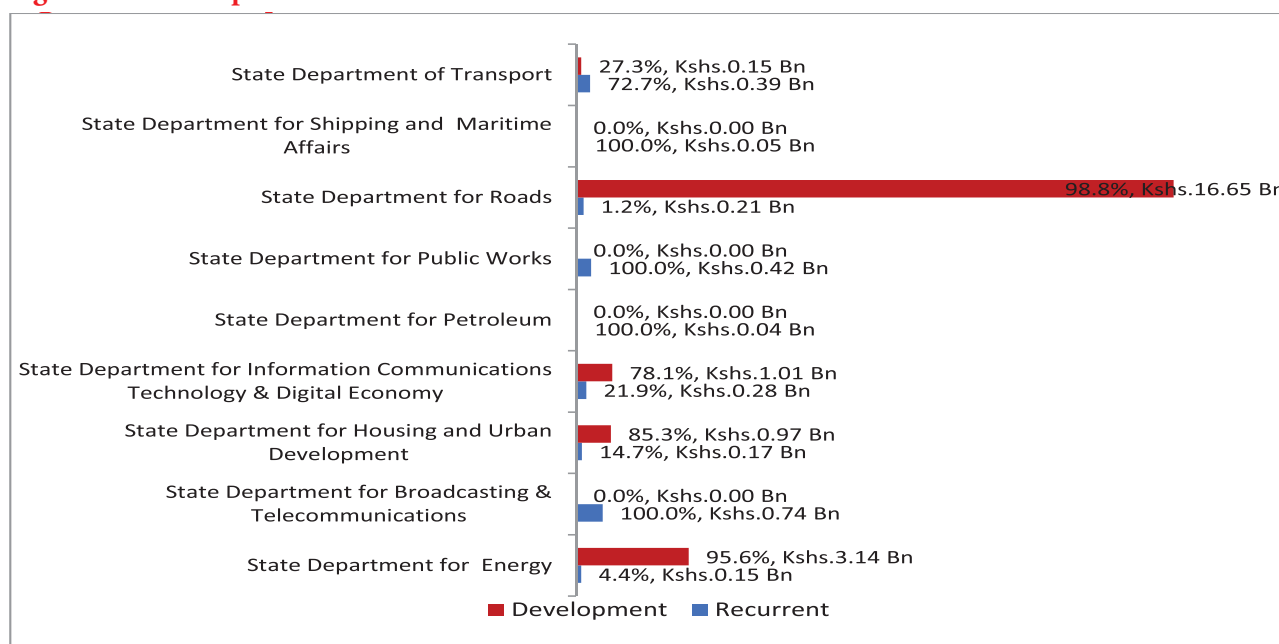 State Department of Transport
27.3%, Kshs.0.15 Bn
72.7%, Kshs.0.39 Bn
State Department for Shipping and Maritime
Affairs
0.0%, Kshs.0.00 Bn
100.0%, Kshs.0.05 Bn
State Department for Roads
98.8%, Kshs.16.65 Bn
1.2%, Kshs.0.21 Bn
State Department for Public Works
0.0%, Kshs.0.00 Bn
100.0%, Kshs.0.42 Bn
State Department for Petroleum
0.0%, Kshs.0.00 Bn
100.0%, Kshs.0.04 Bn
State Department for Information Communications
Technology & Digital Economy
78.1%, Kshs.1.01 Bn
21.9%, Kshs.0.28 Bn
State Department for Housing and Urban
Development
85.3%, Kshs.0.97 Bn
14.7%, Kshs.0.17 Bn
State Department for Broadcasting &
Telecommunications
0.0%, Kshs.0.00 Bn
100.0%, Kshs.0.74 Bn
State Department for Energy
95.6%, Kshs.3.14 Bn
4.4%, Kshs.0.15 Bn
Development
Recurrent